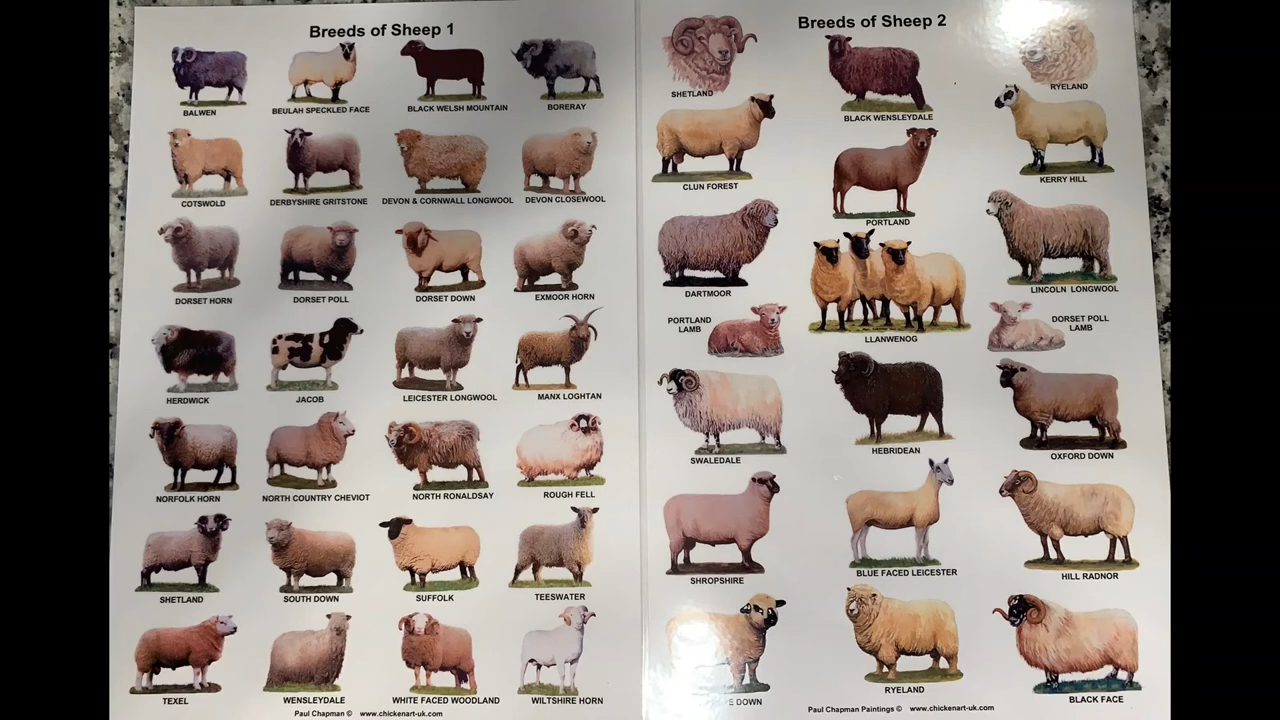 Breeds of Sheep 1
BALWEN
BEULAH SPECKLED FACE
BLACK WELSH MOUNTAIN
BORERAY
COTSWOLD
DERBYSHIRE GRITSTONE
DEVON & CORNWALL LONGWOOL
DEVON CLOSEWOOL
DORSET HORN
DORSET POLL
DORSET DOWN
EXMOOR HORN
HERDWICK
JACOB
LEICESTER LONGWOOL
MANX LOGHTAN
NORFOLK HORN
NORTH COUNTRY CHEVIOT
NORTH RONALDSAY
ROUGH FELL
SHETLAND
SOUTH DOWN
SUFFOLK
TEESWATER
TEXEL
WENSLEYDALE
WHITE FACED WOODLAND
WILTSHIRE HORN
Paul Chapman © www.chickenart-uk.com
Breeds of Sheep 2
SHETLAND
BLACK WENSLEYDALE
RYELAND
CLUN FOREST
PORTLAND
KERRY HILL
DARTMOOR
LLANWENOG
LINCOLN LONGWOOL
PORTLAND
LAMB
DORSET POLL
LAMB
SWALEDALE
HEBRIDEAN
OXFORD DOWN
SHROPSHIRE
BLUE FACED LEICESTER
HILL RADNOR
DOWN
RYELAND
BLACK FACE
Paul Chapman Paintings © www.chickenart-uk.com